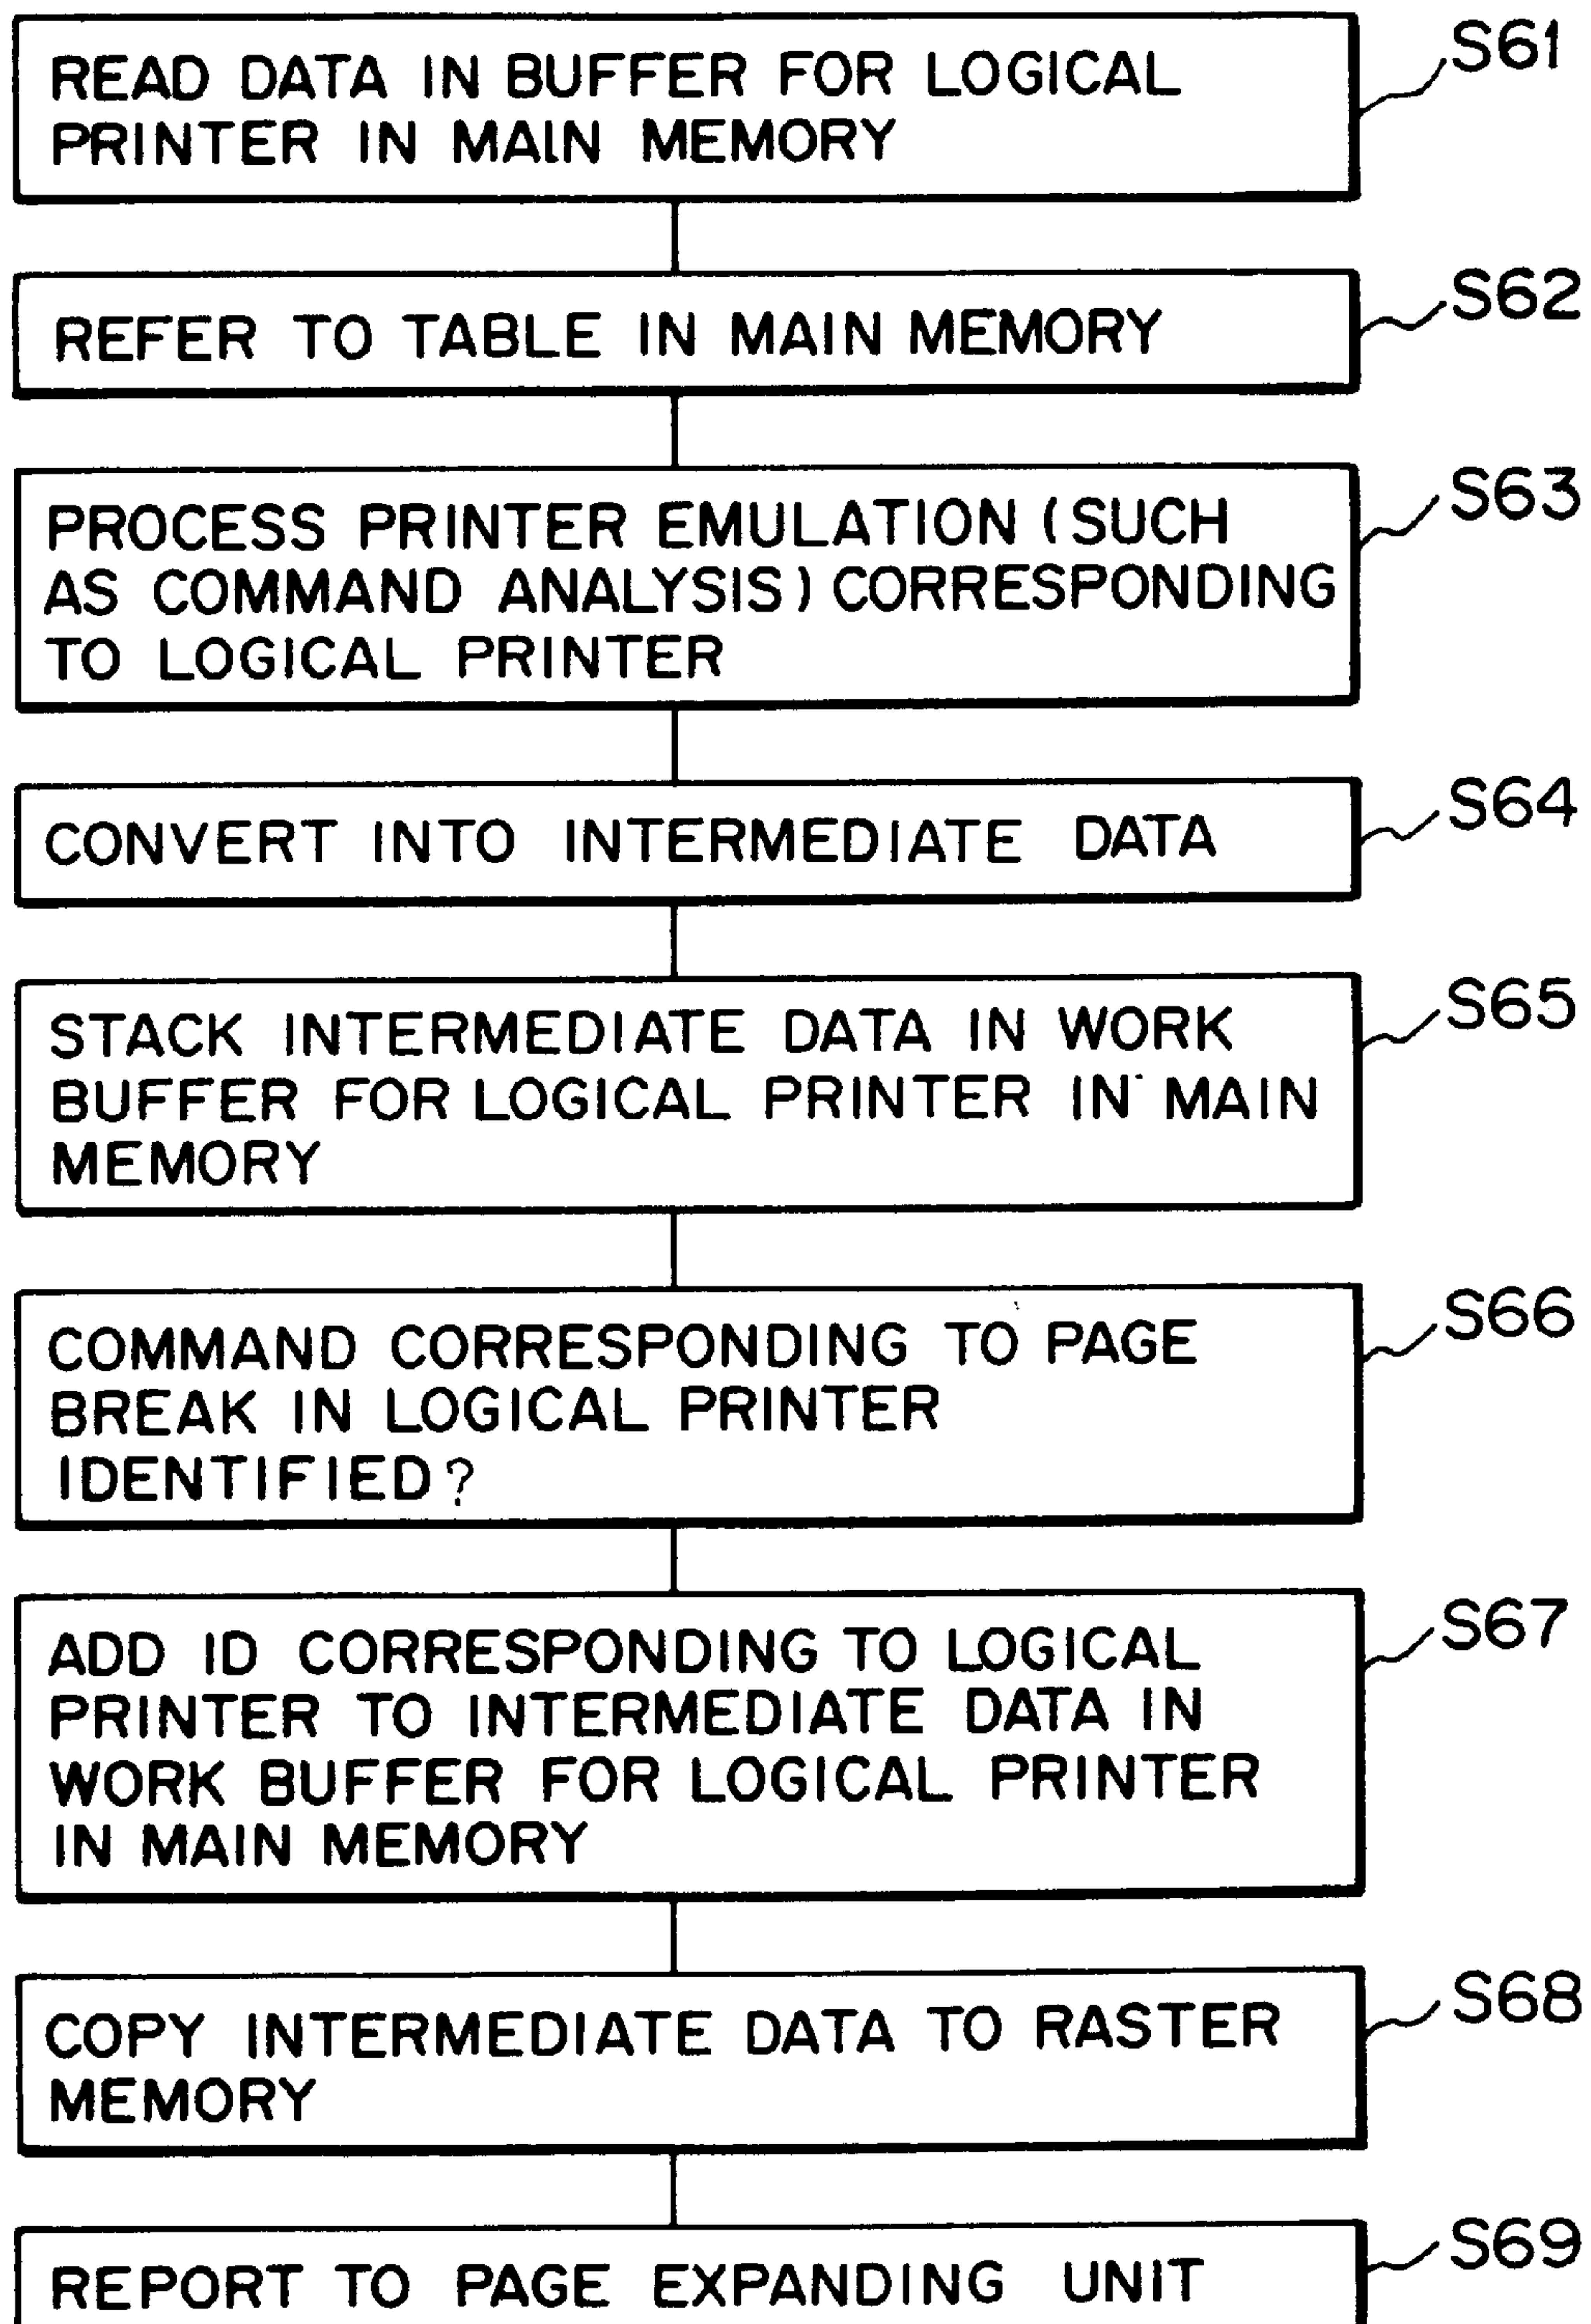 READ DATA IN BUFFER FOR LOGICAL
PRINTER IN MAIN MEMORY
S61
REFER TO TABLE IN MAIN MEMORY
S62
PROCESS PRINTER EMULATION (SUCH
AS COMMAND ANALYSIS) CORRESPONDING
TO LOGICAL PRINTER
S63
CONVERT INTO INTERMEDIATE DATA
S64
STACK INTERMEDIATE DATA IN WORK
BUFFER FOR LOGICAL PRINTER IN MAIN
MEMORY
S65
COMMAND CORRESPONDING TO PAGE
BREAK IN LOGICAL PRINTER
IDENTIFIED?
S66
ADD ID CORRESPONDING TO LOGICAL
PRINTER TO INTERMEDIATE DATA IN
WORK BUFFER FOR LOGICAL PRINTER
IN MAIN MEMORY
S67
COPY INTERMEDIATE DATA TO RASTER
MEMORY
S68
REPORT TO PAGE EXPANDING UNIT
S69